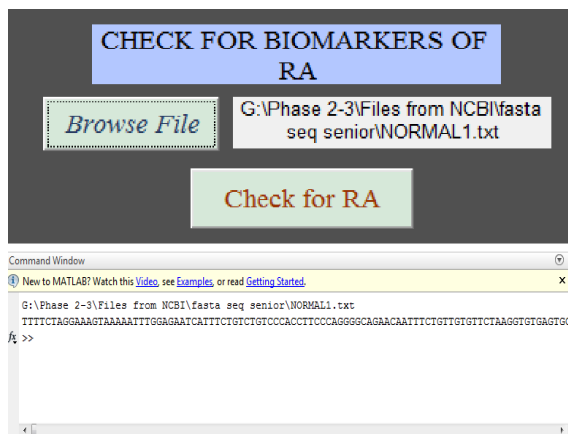 CHECK FOR BIOMARKERS OF
RA
Browse File
G:\Phase 2-3\Files from NCBI\fasta
seq senior\NORMAL1.txt
Check for RA
Command Window
New to MATLAB? Watch this Video, see Examples, or read Getting Started.
G:\Phase 2-3\Files from NCBI\fasta seq senior\NORMAL1.txt
TTTTCTAGGAAAGTAAAAATTTGGAGAATCATTTCTGTCTGTCCCACCTTCCCAGGGGCAGAACAATTTCTGTTGTGTTCTAAGGTGTGAGTGC
fx >>